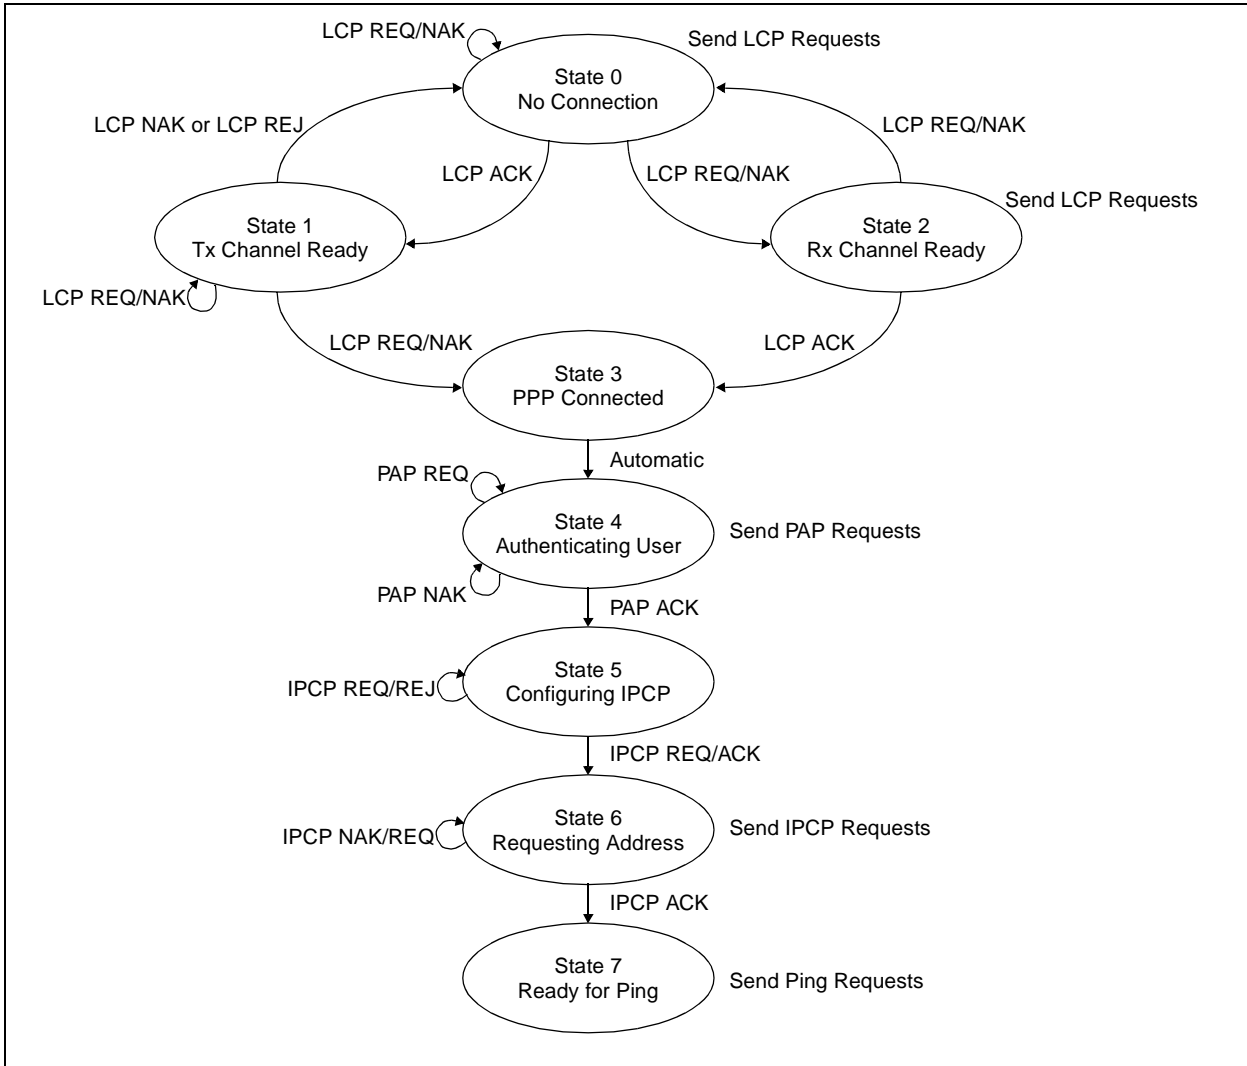 LCP REQ/NAK
Send LCP Requests
State 0
No Connection
LCP NAK or LCP REJ
LCP REQ/NAK
LCP ACK
LCP REQ/NAK
State 1
Tx Channel Ready
State 2
Rx Channel Ready
Send LCP Requests
LCP REQ/NAK
LCP REQ/NAK
LCP ACK
State 3
PPP Connected
Automatic
PAP REQ
State 4
Authenticating User
Send PAP Requests
PAP NAK
PAP ACK
State 5
Configuring IPCP
IPCP REQ/REJ
IPCP REQ/ACK
State 6
Requesting Address
Send IPCP Requests
IPCP NAK/REQ
IPCP ACK
State 7
Ready for Ping
Send Ping Requests